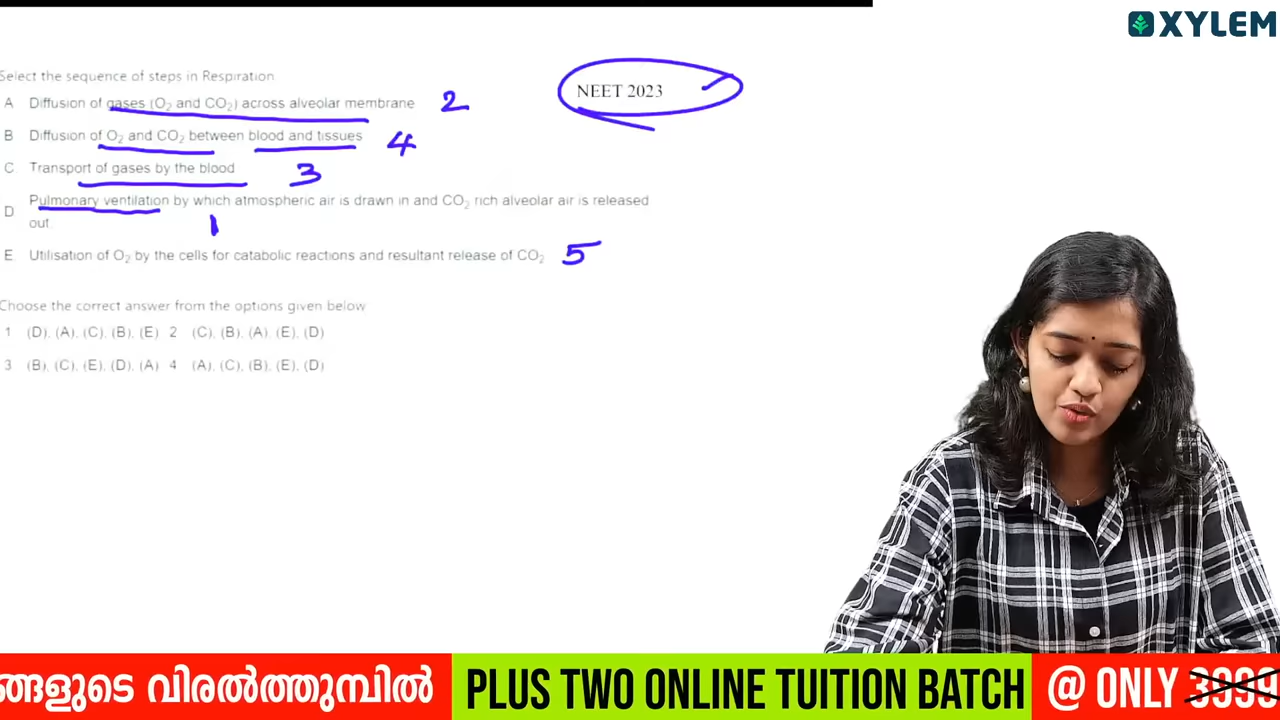 XYLEM
Select the sequence of steps in Respiration
NEET 2023
A Diffusion of gases (O₂ and CO₂) across alveolar membrane 2
B Diffusion of O₂ and CO₂ between blood and tissues 4
C. Transport of gases by the blood 3
D Pulmonary ventilation by which atmospheric air is drawn in and CO₂ rich alveolar air is released
out. 1
E. Utilisation of O₂ by the cells for catabolic reactions and resultant release of CO₂ 5
Choose the correct answer from the options given below
1 (D), (A), (C), (B), (E) 2 (C), (B), (A), (E), (D)
3 (B), (C), (E), (D), (A) 4 (A), (C), (B), (E), (D)
ങ്ങളുടെ വിരൽത്തുമ്പിൽ PLUS TWO ONLINE TUITION BATCH @ ONLY 3999